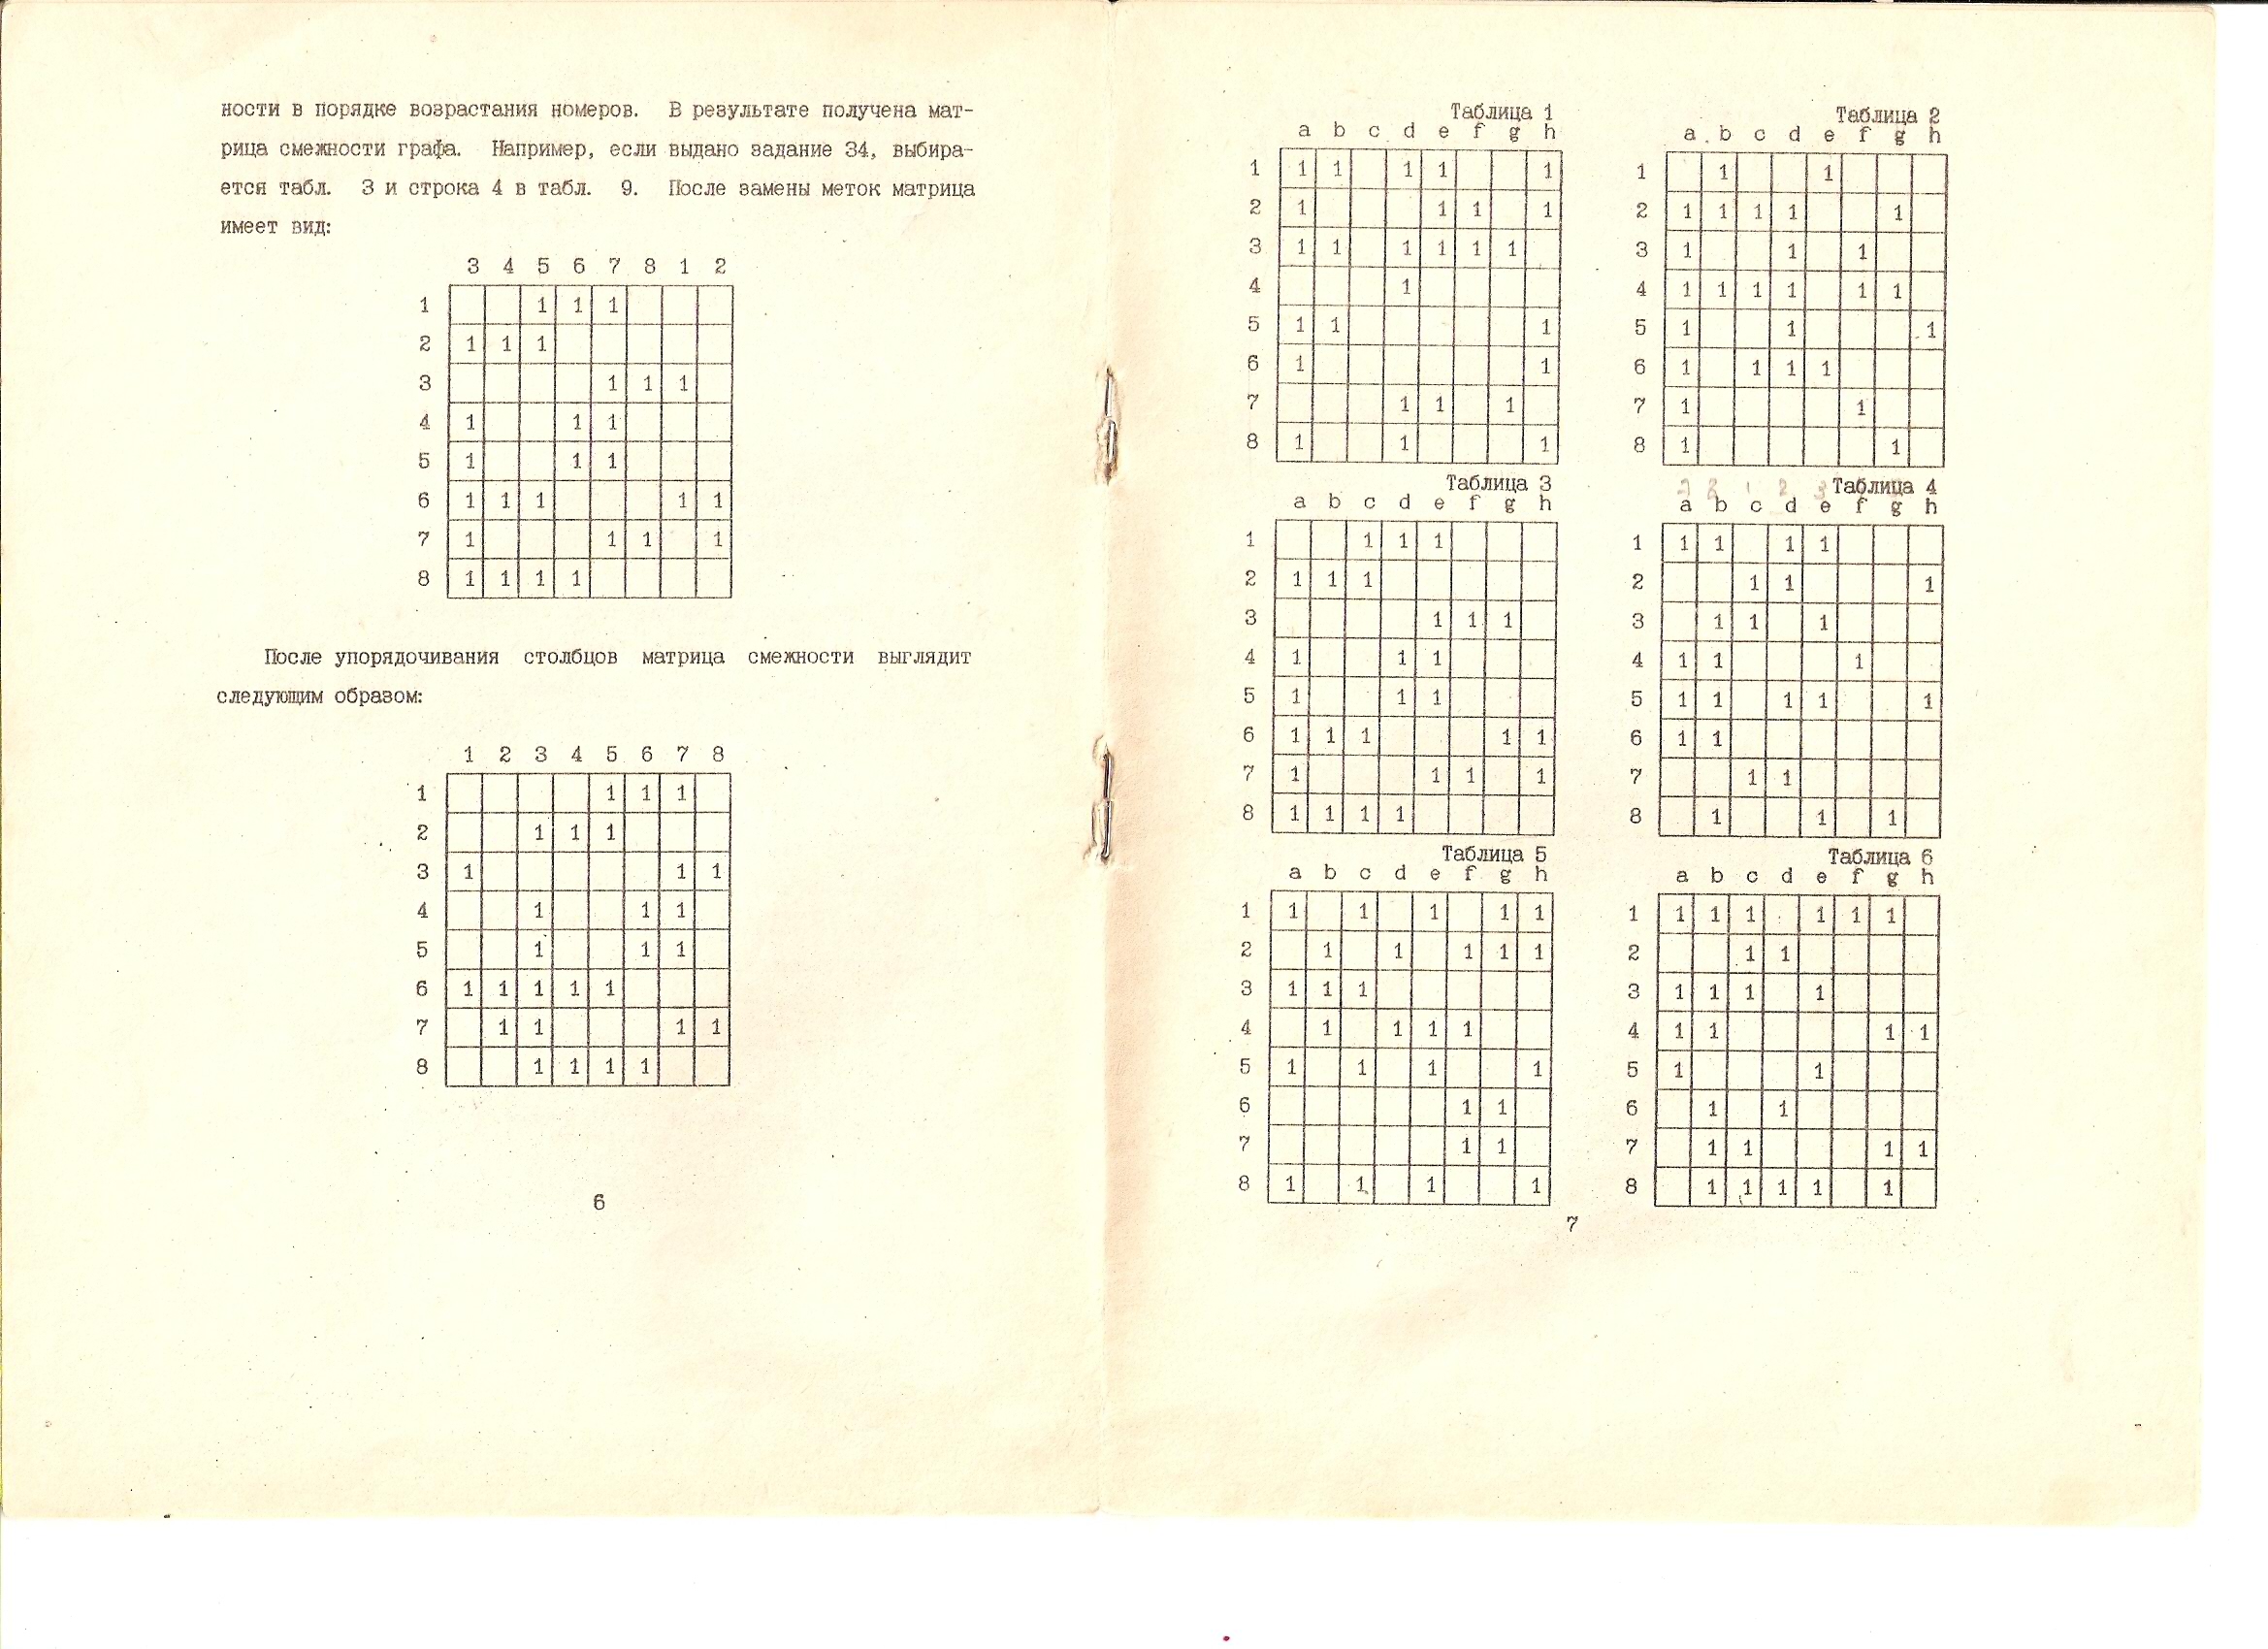 ности в порядке возрастания номеров. В результате получена мат-
рица смежности графа. Например, если выдано задание 34, выбира-
ется табл. 3 и строка 4 в табл. 9. После замены меток матрица
имеет вид:
3 4 5 6 7 8 1 2
1 1 1 1
2 1 1 1
3 1 1 1
4 1 1 1
5 1 1 1
6 1 1 1 1 1
7 1 1 1 1
8 1 1 1 1
После упорядочивания столбцов матрица смежности выглядит
следующим образом:
1 2 3 4 5 6 7 8
1 1 1 1
2 1 1 1
3 1 1 1
4 1 1 1
5 1 1 1
6 1 1 1 1 1
7 1 1 1 1
8 1 1 1 1
6
Таблица 1
a b c d e f g h
1 1 1 1 1 1
2 1 1 1 1
3 1 1 1 1 1 1
4 1
5 1 1 1
6 1 1
7 1 1 1
8 1 1 1
Таблица 2
a b c d e f g h
1 1 1
2 1 1 1 1 1
3 1 1 1
4 1 1 1 1 1 1
5 1 1 1
6 1 1 1 1
7 1 1
8 1 1
Таблица 3
a b c d e f g h
1 1 1 1
2 1 1 1
3 1 1 1
4 1 1 1
5 1 1 1
6 1 1 1 1 1
7 1 1 1 1
8 1 1 1 1
Таблица 4
a b c d e f g h
1 1 1 1 1
2 1 1 1
3 1 1 1
4 1 1 1
5 1 1 1 1 1
6 1 1
7 1 1
8 1 1 1
Таблица 5
a b c d e f g h
1 1 1 1 1 1
2 1 1 1 1 1
3 1 1 1
4 1 1 1 1
5 1 1 1 1
6 1 1
7 1 1
8 1 1 1 1
Таблица 6
a b c d e f g h
1 1 1 1 1 1 1
2 1 1
3 1 1 1 1
4 1 1 1 1
5 1 1
6 1 1
7 1 1 1 1
8 1 1 1 1 1
7